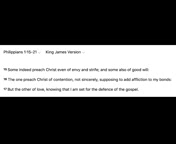 Philippians 1:15-21 King James Version
15 Some indeed preach Christ even of envy and strife; and some also of good will:
16 The one preach Christ of contention, not sincerely, supposing to add affliction to my bonds:
17 But the other of love, knowing that I am set for the defence of the gospel.